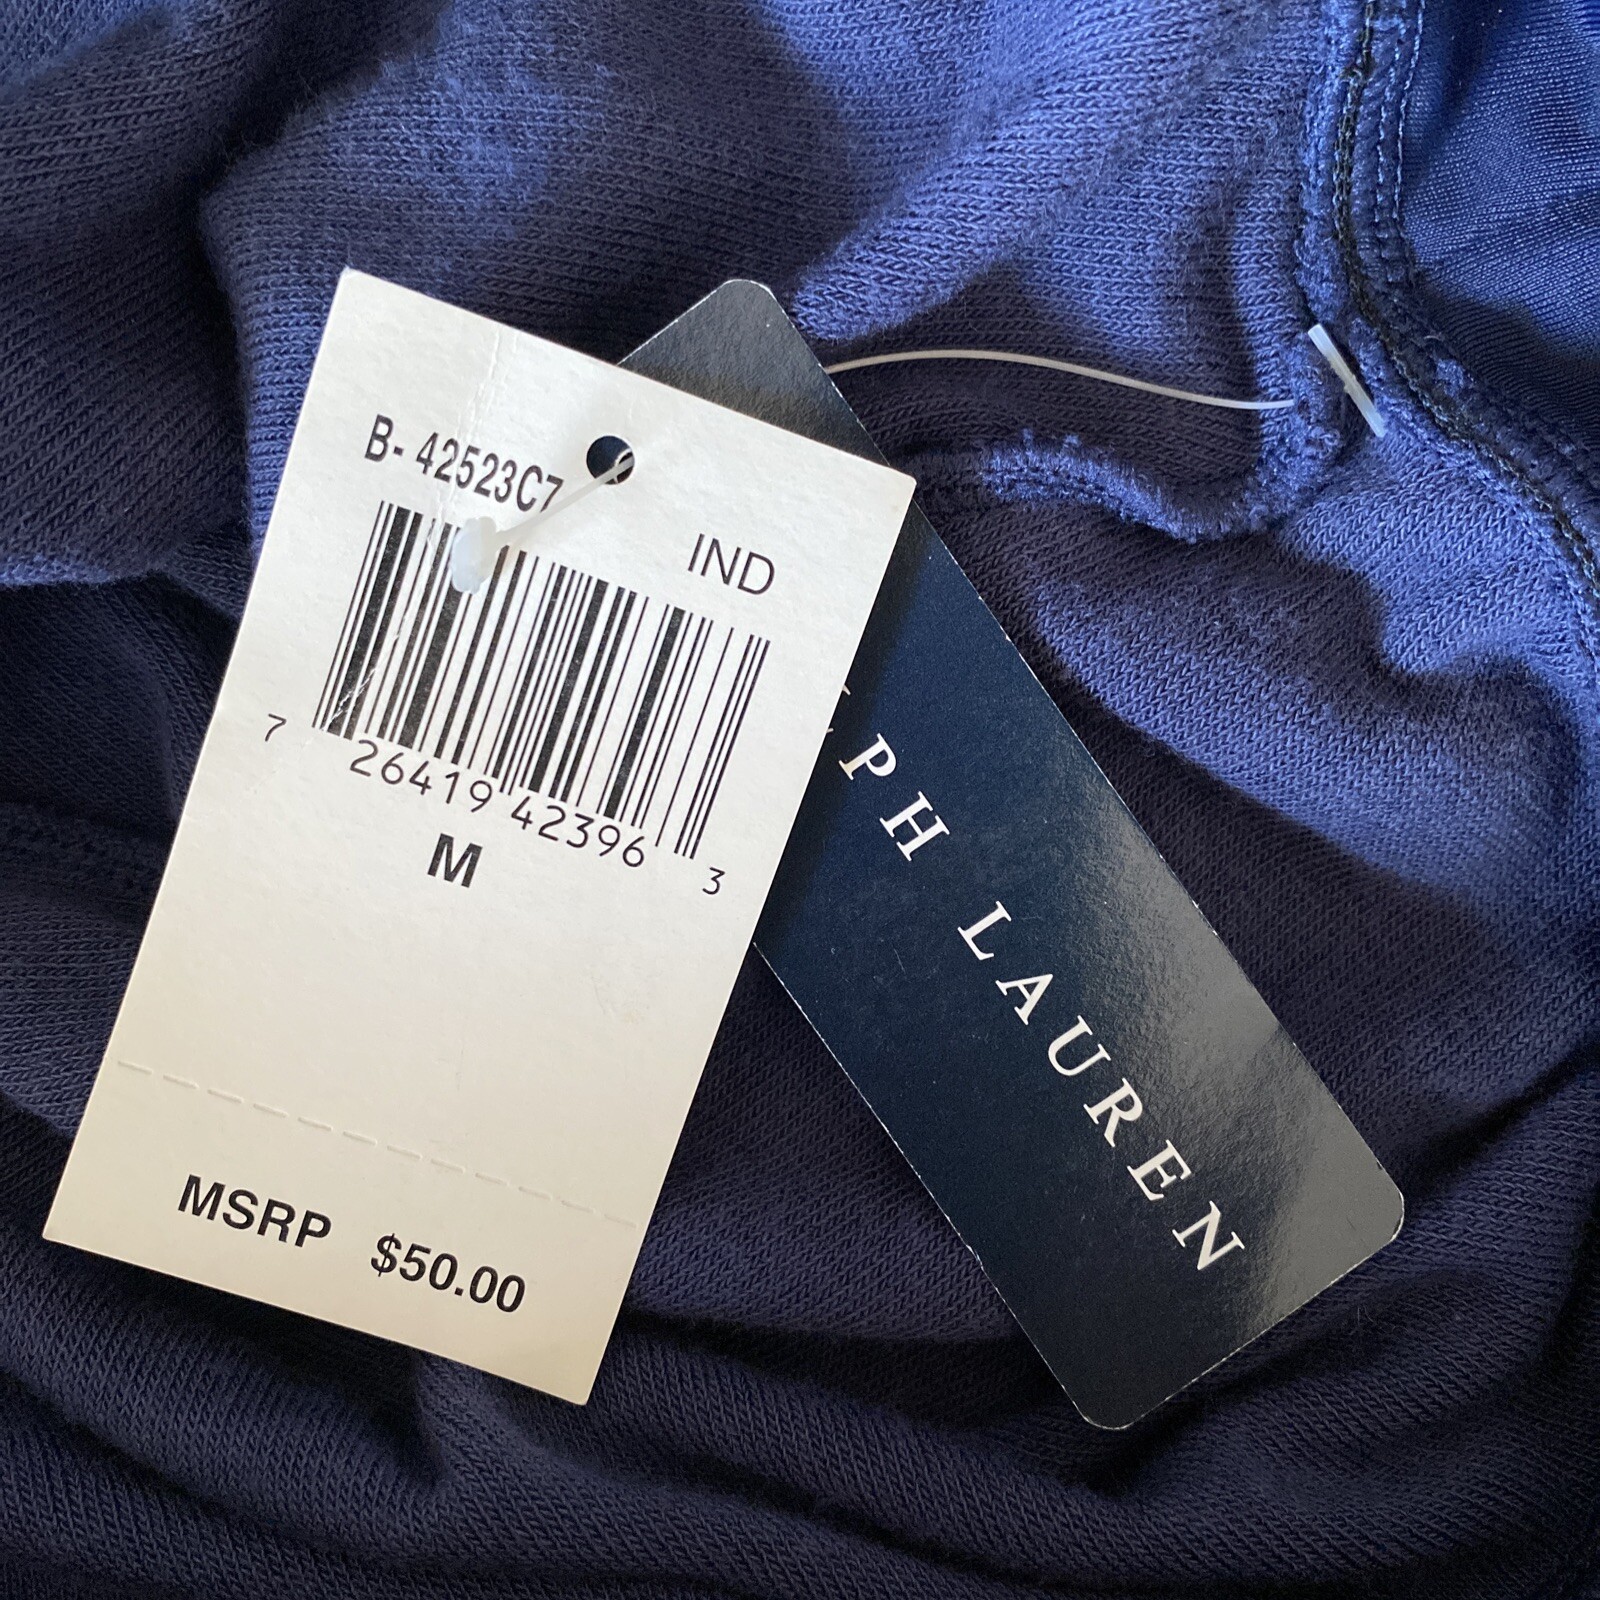 B- 42523C7
IND
7 26419 42396 3
M
MSRP $50.00
PH LAUREN